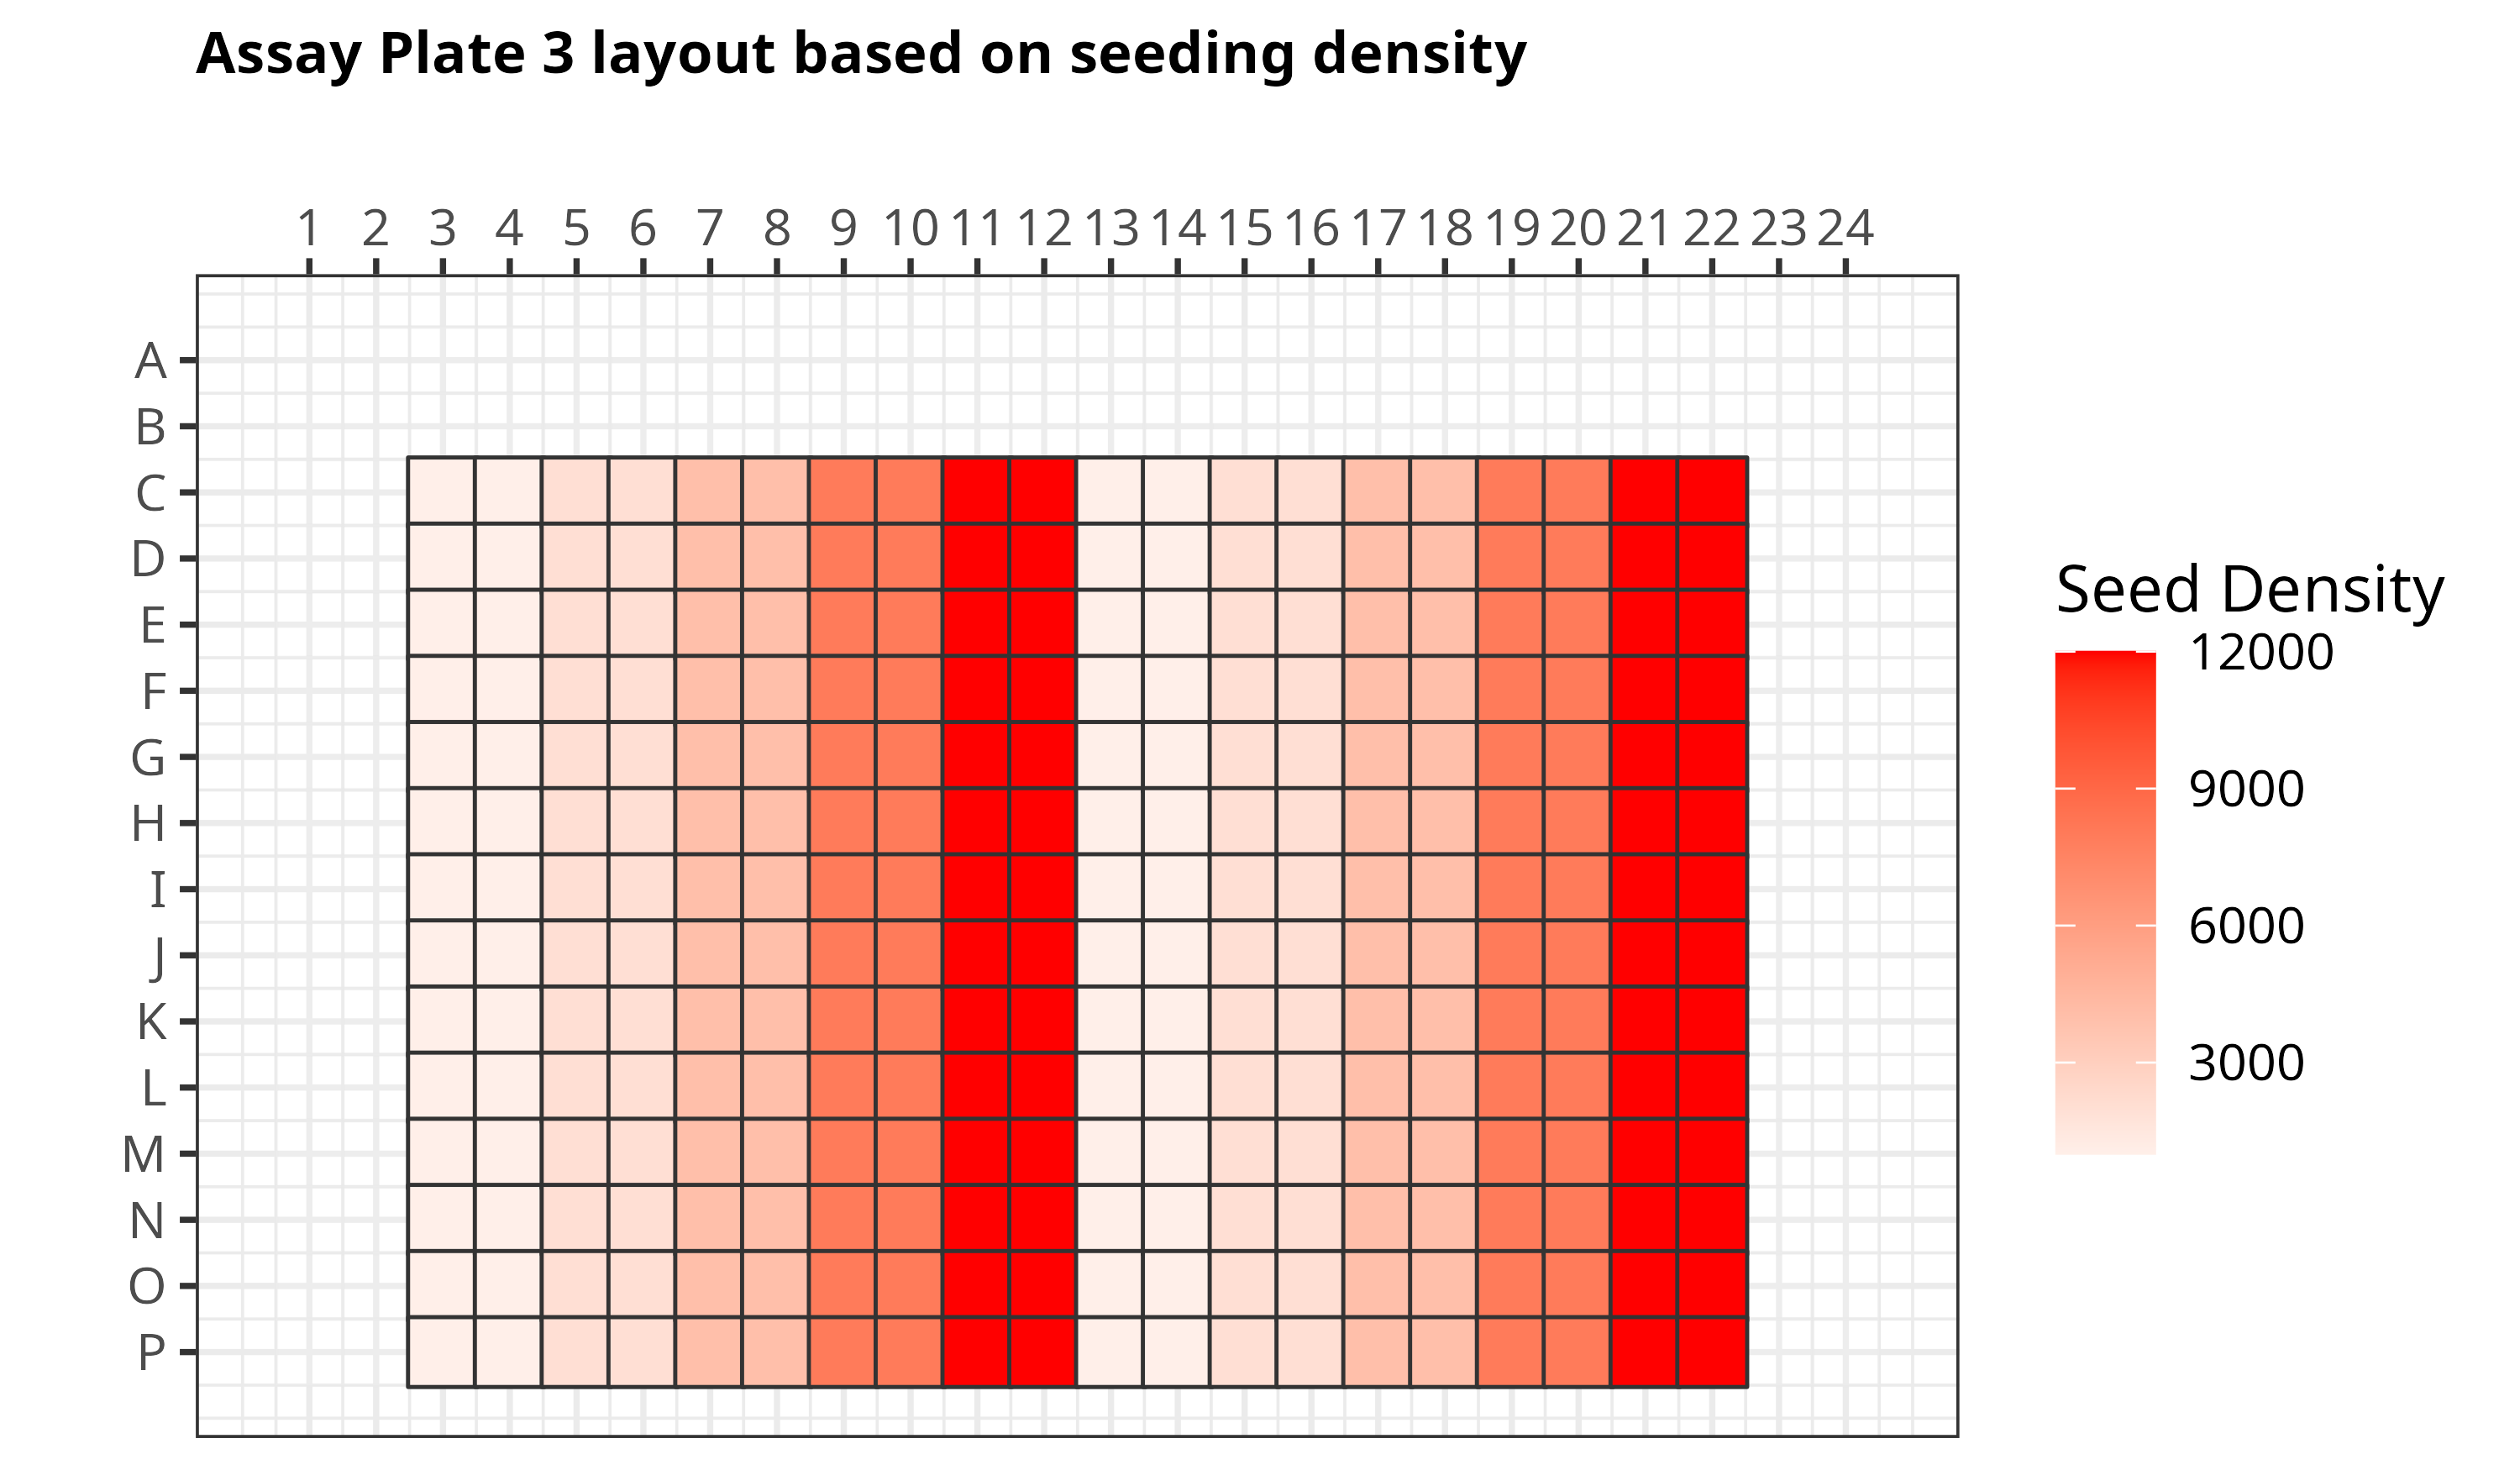 Assay Plate 3 layout based on seeding density
1 2 3 4 5 6 7 8 9 10 11 12 13 14 15 16 17 18 19 20 21 22 23 24
A
B
C
D
E
F
G
H
I
J
K
L
M
N
O
P
Seed Density
12000
9000
6000
3000